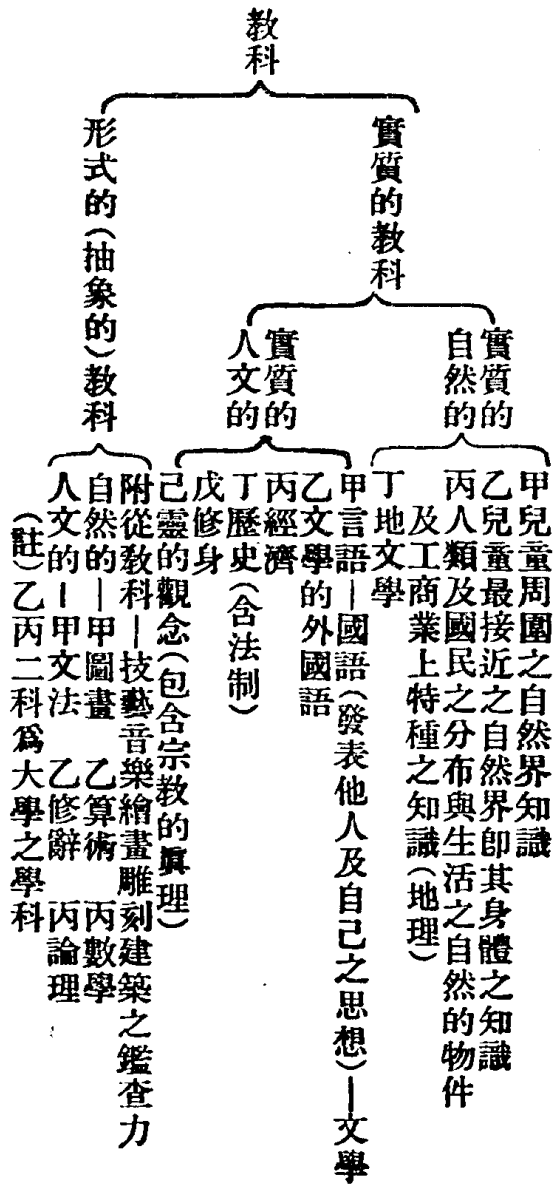 教科
實質的教科
實質的
自然的
甲兒童周圍之自然界知識
乙兒童最接近之自然界卽其身體之知識
丙人類及國民之分布與生活之自然的物件
及工商業上特種之知識(地理)
丁地文學
實質的
人文的
甲言語—國語(發表他人及自己之思想)—文學
乙文學的外國語
丙經濟
丁歷史(含法制)
戊修身
己靈的觀念(包含宗教的眞理)
形式的(抽象的)教科
附從教科—技藝音樂繪畫雕刻建築之鑑查力
自然的—甲圖畫 乙算術 丙數學
人文的—甲文法 乙修辭 丙論理
(註)乙丙二科爲大學之學科